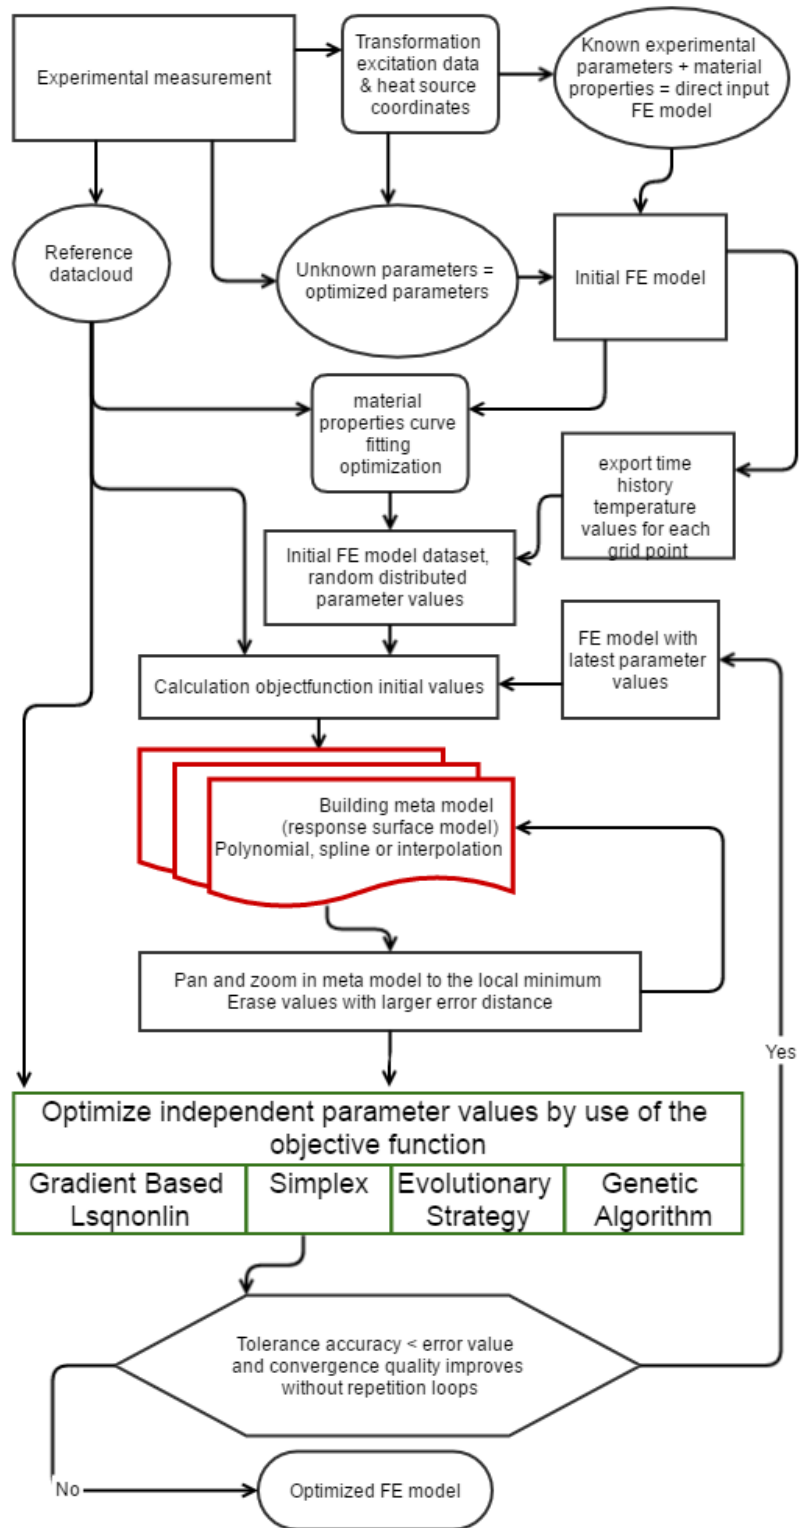 Experimental measurement
Transformation
excitation data
& heat source
coordinates
Known experimental
parameters + material
properties = direct input
FE model
Reference
datacloud
Unknown parameters =
optimized parameters
Initial FE model
material
properties curve
fitting
optimization
export time
history
temperature
values for each
grid point
Initial FE model dataset,
random distributed
parameter values
FE model with
latest parameter
values
Calculation objectfunction initial values
Building meta model
(response surface model)
Polynomial, spline or interpolation
Pan and zoom in meta model to the local minimum
Erase values with larger error distance
Yes
Optimize independent parameter values by use of the
objective function
Gradient Based
Lsqnonlin
Simplex
Evolutionary
Strategy
Genetic
Algorithm
Tolerance accuracy < error value
and convergence quality improves
without repetition loops
No
Optimized FE model